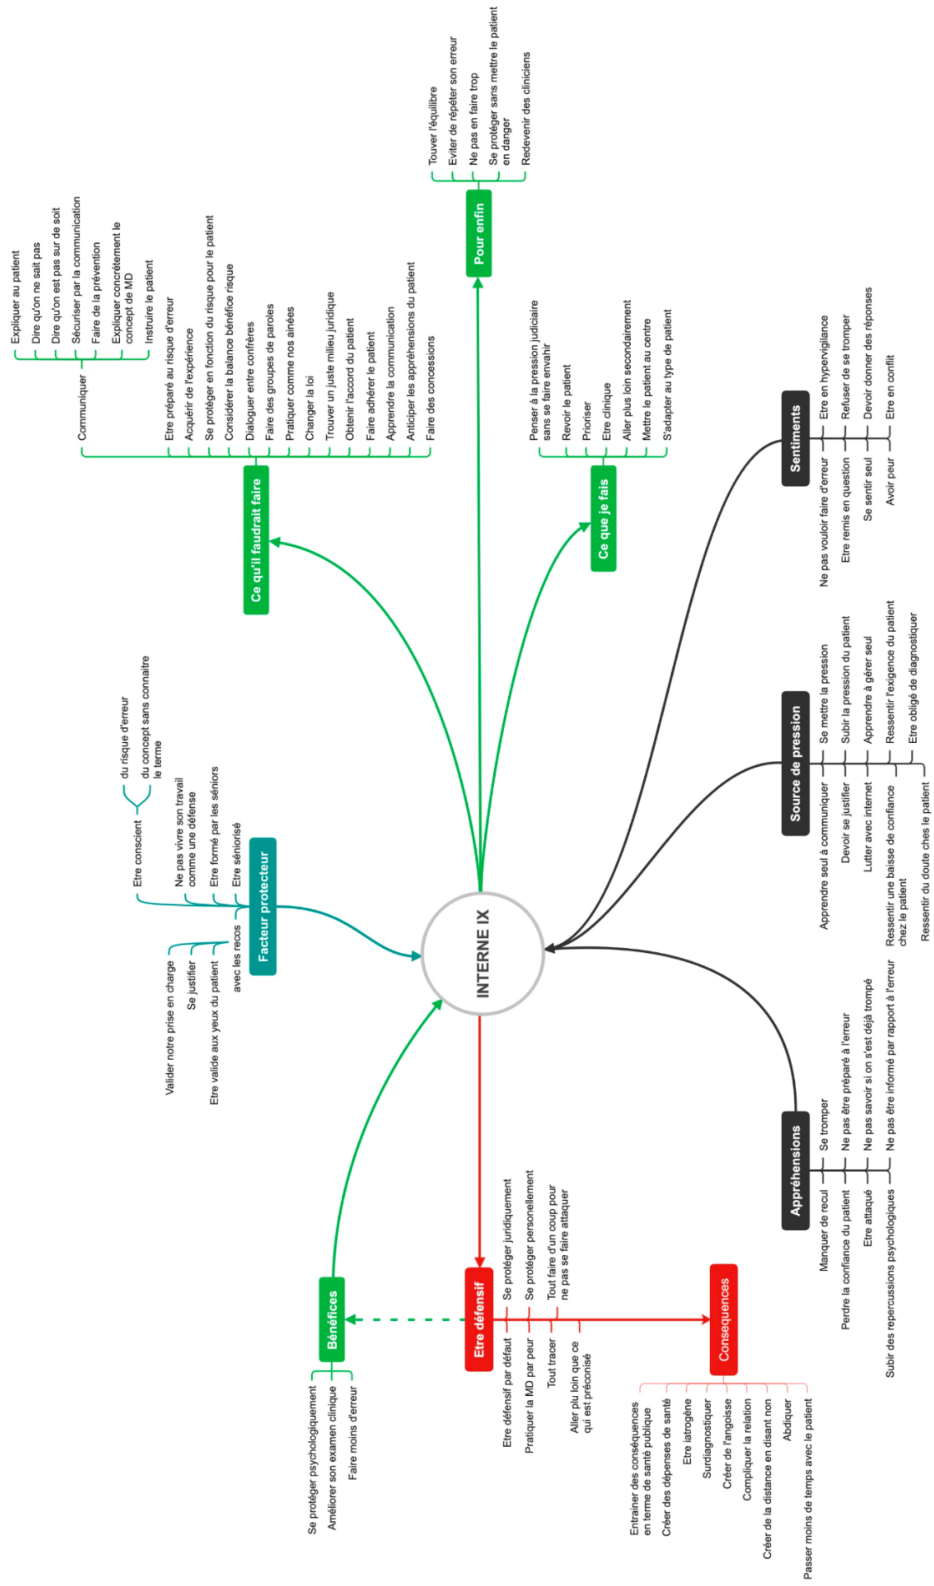 INTERNE IX
Bénéfices
Se protéger psychologiquement
Améliorer son examen clinique
Faire moins d'erreur
Facteur protecteur
Valider notre prise en charge
Se justifier
Etre valide aux yeux du patient
avec les recos
Etre conscient
du risque d'erreur
du concept sans connaitre
le terme
Ne pas vivre son travail
comme une défense
Etre formé par les séniors
Etre séniorisé
Ce qu'il faudrait faire
Communiquer
Expliquer au patient
Dire qu'on ne sait pas
Dire qu'on est pas sur de soit
Sécuriser par la communication
Faire de la prévention
Expliquer concrétement le
concept de MD
Instruire le patient
Etre préparé au risque d'erreur
Acquérir de l'expérience
Se protéger en fonction du risque pour le patient
Considérer la balance bénéfice risque
Dialoguer entre confrères
Faire des groupes de paroles
Pratiquer comme nos ainées
Changer la loi
Trouver un juste milieu juridique
Obtenir l'accord du patient
Faire adhérer le patient
Apprendre la communication
Anticiper les appréhensions du patient
Faire des concessions
Pour enfin
Touver l'équilibre
Eviter de répéter son erreur
Ne pas en faire trop
Se protéger sans mettre le patient
en danger
Redevenir des cliniciens
Ce que je fais
Penser à la pression judicaire
sans se faire envahir
Revoir le patient
Prioriser
Etre clinique
Aller plus loin secondairement
Mettre le patient au centre
S'adapter au type de patient
Etre défensif
Etre défensif par défaut
Se protéger juridiquement
Pratiquer la MD par peur
Se protéger personellement
Tout tracer
Tout faire d'un coup pour
ne pas se faire attaquer
Aller plu loin que ce
qui est préconisé
Consequences
Entrainer des conséquences
en terme de santé publique
Créer des dépenses de santé
Etre iatrogène
Surdiagnostiquer
Créer de l'angoisse
Compliquer la relation
Créer de la distance en disant non
Abdiquer
Passer moins de temps avec le patient
Appréhensions
Manquer de recul
Se tromper
Perdre la confiance du patient
Ne pas être préparé à l'erreur
Etre attaqué
Ne pas savoir si on s'est déjà trompé
Subir des repercussions psychologiques
Ne pas être informé par rapport à l'erreur
Source de pression
Apprendre seul à communiquer
Se mettre la pression
Devoir se justifier
Subir la pression du patient
Lutter avec internet
Apprendre à gérer seul
Ressentir une baisse de confiance
chez le patient
Ressentir l'exigence du patient
Etre obligé de diagnostiquer
Ressentir du doute ches le patient
Sentiments
Ne pas vouloir faire d'erreur
Etre en hypervigilance
Etre remis en question
Refuser de se tromper
Se sentir seul
Devoir donner des réponses
Avoir peur
Etre en conflit